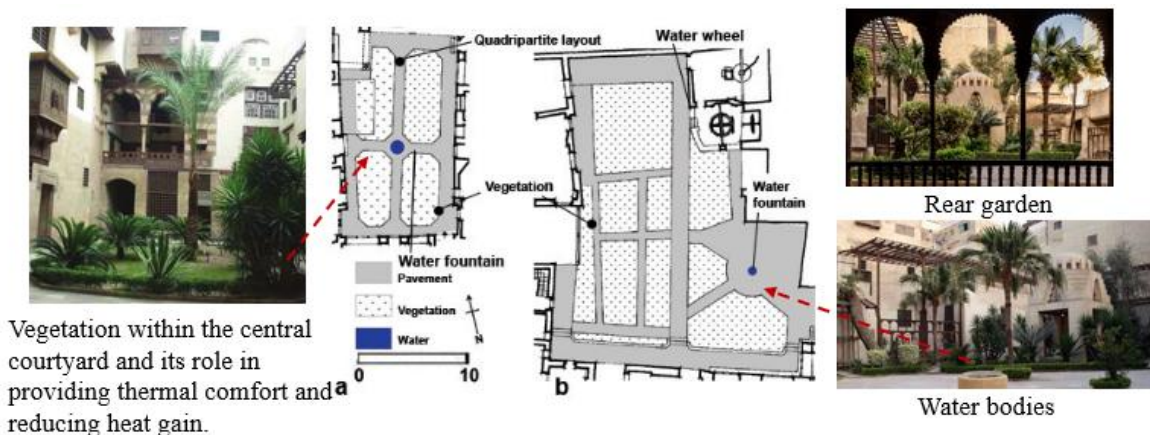 Quadripartite layout
Water wheel
Vegetation
Water fountain
Water fountain
Pavement
Vegetation
Water
N
0 10
a
b
Rear garden
Water bodies
Vegetation within the central
courtyard and its role in
providing thermal comfort and
reducing heat gain.